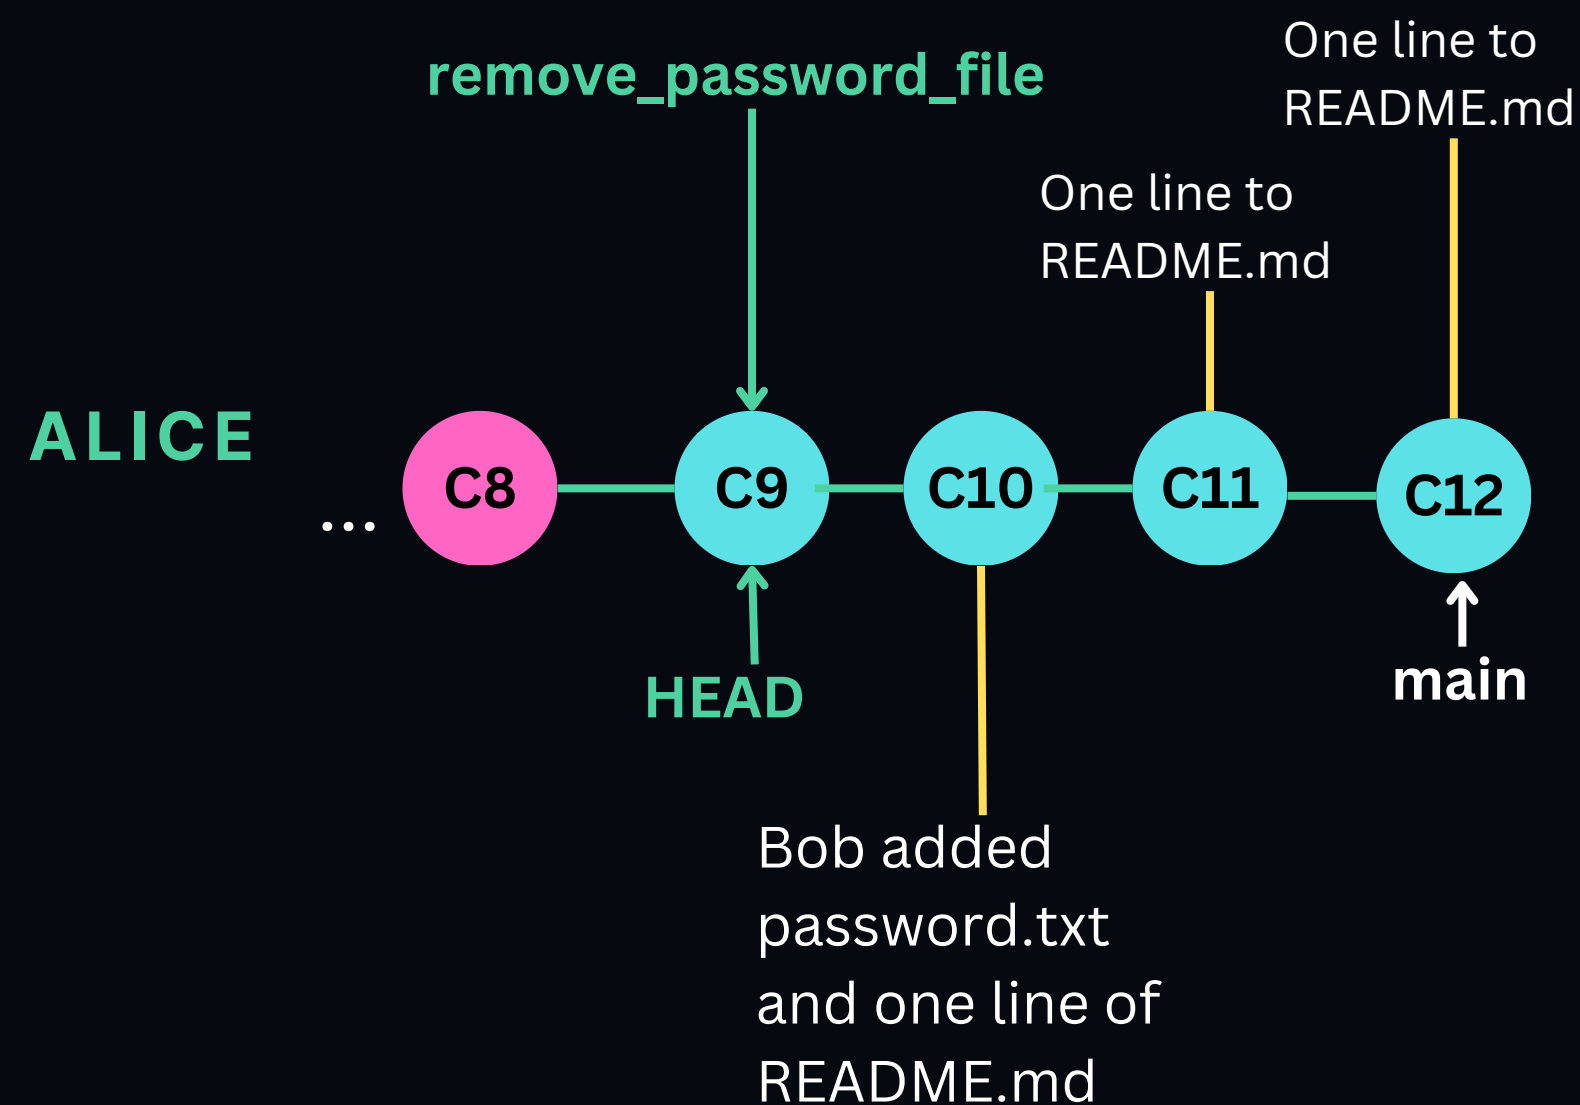 One line to
README.md
remove_password_file
One line to
README.md
ALICE
...
C8
C9
C10
C11
C12
HEAD
main
Bob added
password.txt
and one line of
README.md